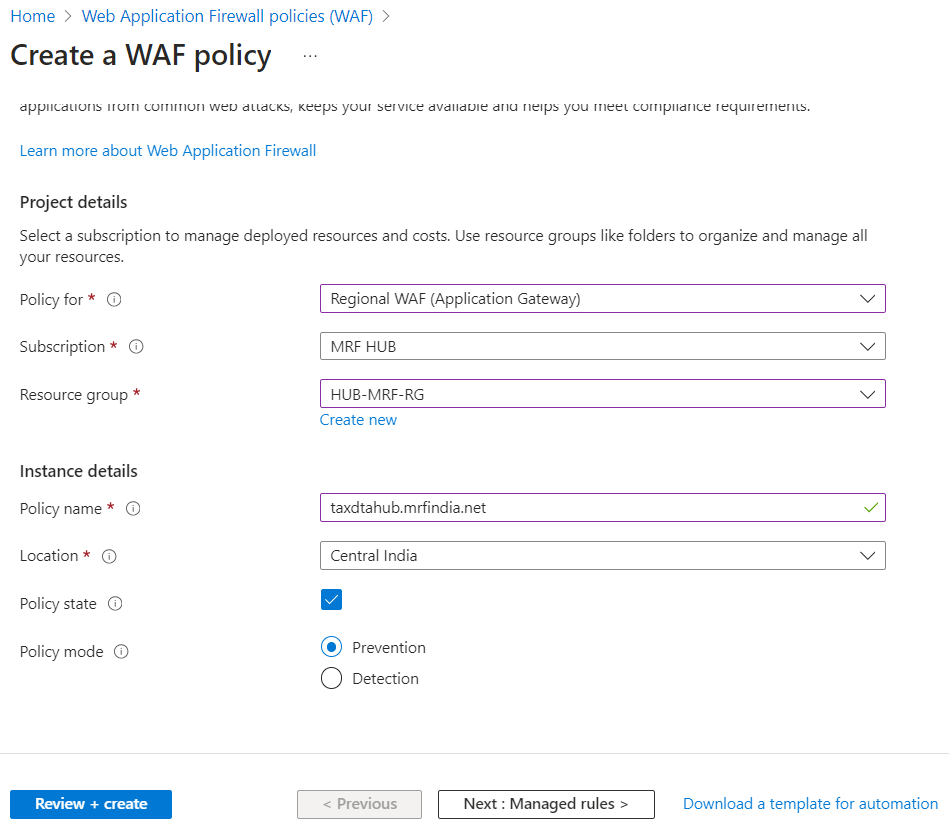 Home > Web Application Firewall policies (WAF) >
Create a WAF policy ...
applications from common web attacks, keeps your service available and helps you meet compliance requirements.
Learn more about Web Application Firewall
Project details
Select a subscription to manage deployed resources and costs. Use resource groups like folders to organize and manage all
your resources.
Policy for * Regional WAF (Application Gateway)
Subscription * MRF HUB
Resource group * HUB-MRF-RG
Create new
Instance details
Policy name * taxdtahub.mrfindia.net
Location * Central India
Policy state
Policy mode Prevention
Detection
Review + create < Previous Next : Managed rules > Download a template for automation